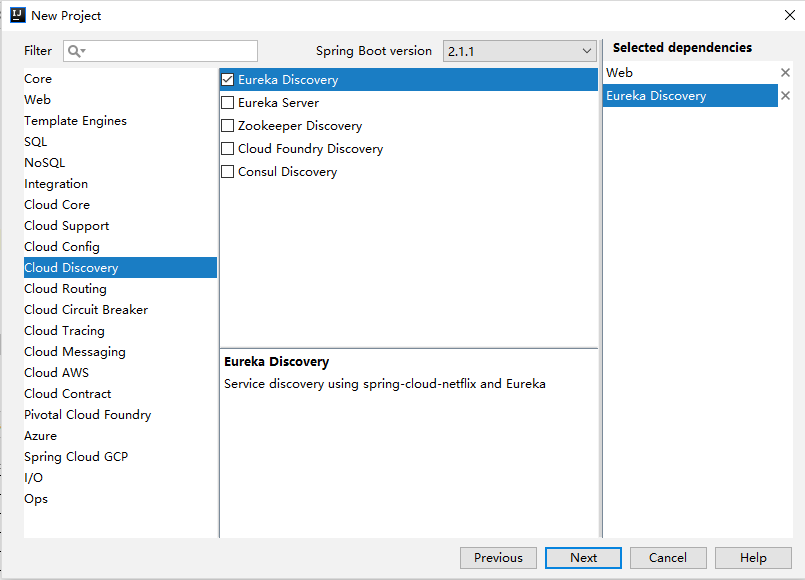 New Project
Filter
Spring Boot version
2.1.1
Core
Web
Template Engines
SQL
NoSQL
Integration
Cloud Core
Cloud Support
Cloud Config
Cloud Discovery
Cloud Routing
Cloud Circuit Breaker
Cloud Tracing
Cloud Messaging
Cloud AWS
Cloud Contract
Pivotal Cloud Foundry
Azure
Spring Cloud GCP
I/O
Ops
Eureka Discovery
Eureka Server
Zookeeper Discovery
Cloud Foundry Discovery
Consul Discovery
Eureka Discovery
Service discovery using spring-cloud-netflix and Eureka
Selected dependencies
Web
Eureka Discovery
Previous
Next
Cancel
Help